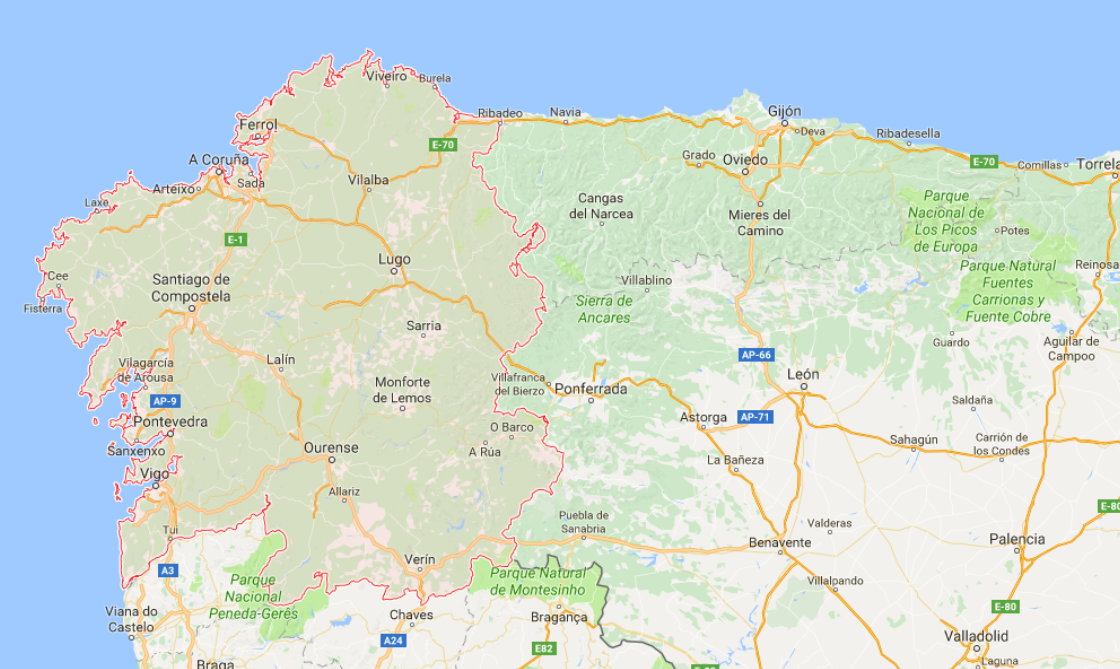 Viveiro
Burela
Ribadeo
Navia
Gijón
Ferrol
Deva
Ribadesella
E-70
A Coruña
Grado
Oviedo
E-70
Comillas
Torrela
Sada
Arteixo
Vilalba
Laxe
Cangas
del Narcea
Parque
Nacional de
Los Picos
de Europa
Mieres del
Camino
Potes
E-1
Lugo
Parque Natural
Fuentes
Carrionas y
Fuente Cobre
Reinosa
Cee
Santiago de
Compostela
Villablino
Fisterra
Sierra de
Ancares
Sarria
Guardo
Aguilar de
Campoo
AP-66
Lalín
Vilagarcía
de Arousa
Monforte
de Lemos
Villafranca
del Bierzo
Ponferrada
León
AP-9
Saldaña
Pontevedra
Astorga
AP-71
O Barco
Sahagún
Carrión de
los Condes
Sanxenxo
Ourense
A Rúa
La Bañeza
Vigo
Allariz
E-80
Puebla de
Sanabria
Valderas
Tui
Benavente
Palencia
Verín
A3
Parque
Nacional
Peneda-Gerês
Parque Natural
de Montesinho
Villalpando
E-80
Viana do
Castelo
Chaves
Bragança
A24
E82
Valladolid
Laguna
Braga